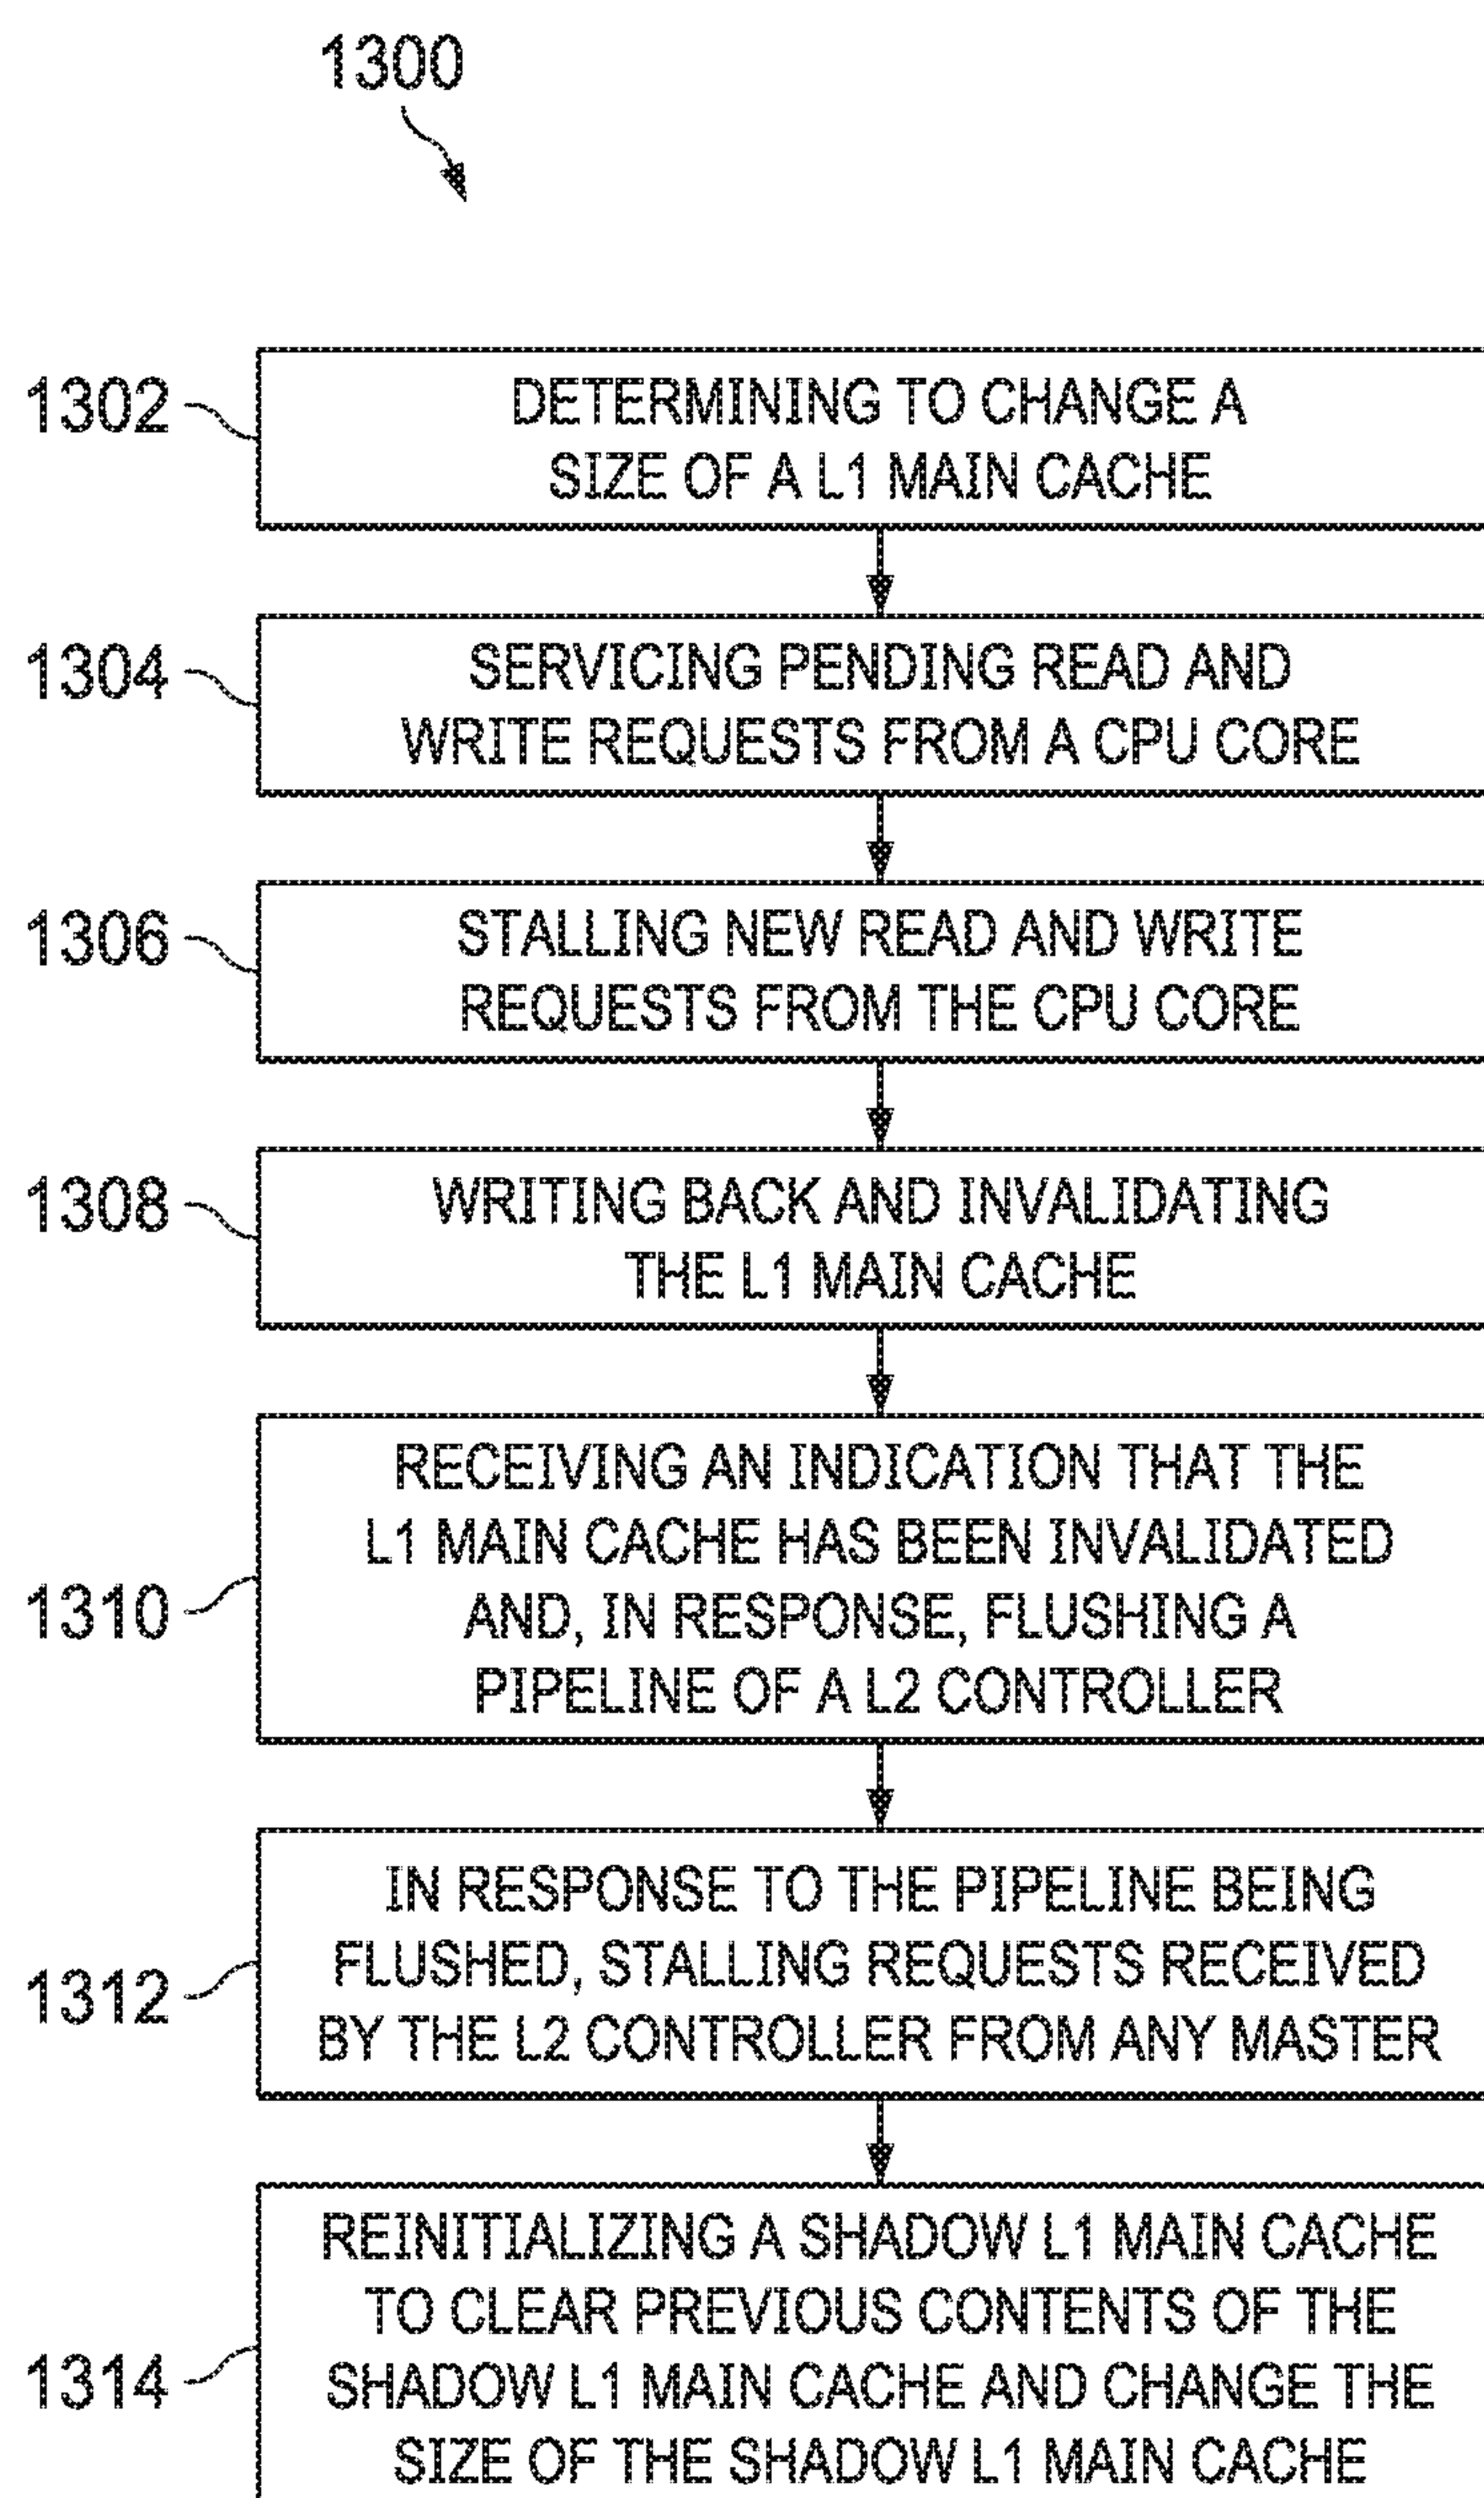 1300
1302
DETERMINING TO CHANGE A
SIZE OF A L1 MAIN CACHE
1304
SERVICING PENDING READ AND
WRITE REQUESTS FROM A CPU CORE
1306
STALLING NEW READ AND WRITE
REQUESTS FROM THE CPU CORE
1308
WRITING BACK AND INVALIDATING
THE L1 MAIN CACHE
1310
RECEIVING AN INDICATION THAT THE
L1 MAIN CACHE HAS BEEN INVALIDATED
AND, IN RESPONSE, FLUSHING A
PIPELINE OF A L2 CONTROLLER
1312
IN RESPONSE TO THE PIPELINE BEING
FLUSHED, STALLING REQUESTS RECEIVED
BY THE L2 CONTROLLER FROM ANY MASTER
1314
REINITIALIZING A SHADOW L1 MAIN CACHE
TO CLEAR PREVIOUS CONTENTS OF THE
SHADOW L1 MAIN CACHE AND CHANGE THE
SIZE OF THE SHADOW L1 MAIN CACHE